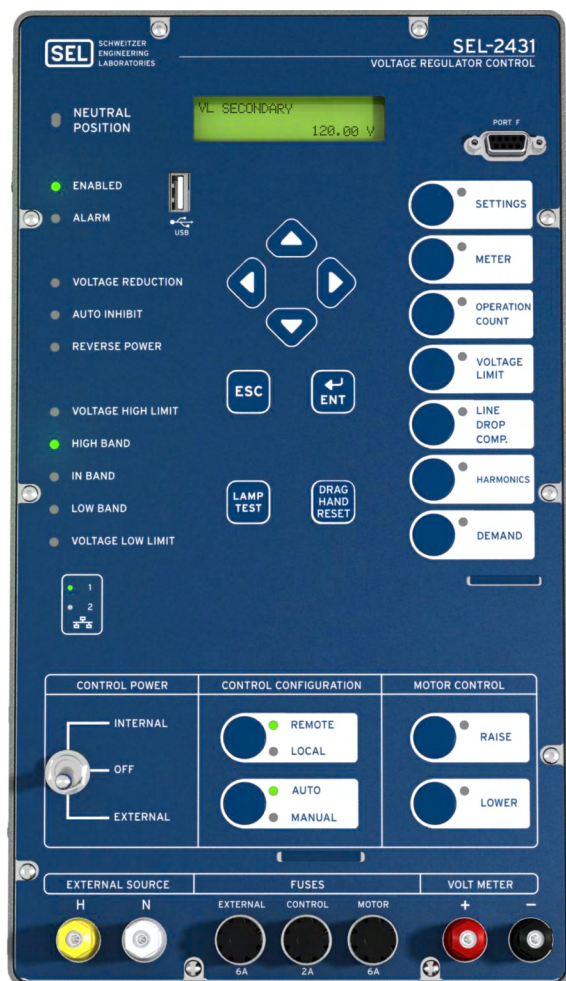 SEL
SCHWEITZER
ENGINEERING
LABORATORIES
SEL-2431
VOLTAGE REGULATOR CONTROL
NEUTRAL
POSITION
VL SECONDARY
120.00 V
PORT F
ENABLED
ALARM
USB
VOLTAGE REDUCTION
AUTO INHIBIT
REVERSE POWER
VOLTAGE HIGH LIMIT
HIGH BAND
IN BAND
LOW BAND
VOLTAGE LOW LIMIT
1
2
ESC
ENT
LAMP
TEST
DRAG
HAND
RESET
SETTINGS
METER
OPERATION
COUNT
VOLTAGE
LIMIT
LINE
DROP
COMP.
HARMONICS
DEMAND
CONTROL POWER
INTERNAL
OFF
EXTERNAL
CONTROL CONFIGURATION
REMOTE
LOCAL
AUTO
MANUAL
MOTOR CONTROL
RAISE
LOWER
EXTERNAL SOURCE
H N
FUSES
EXTERNAL CONTROL MOTOR
6A 2A 6A
VOLT METER
+ −